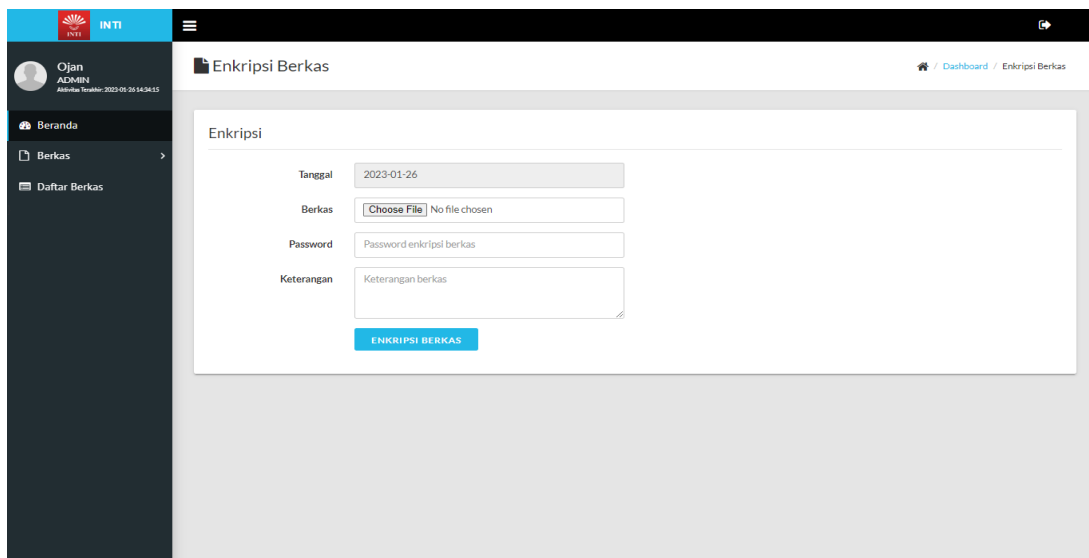 INTI
INTI
Ojan
ADMIN
Aktivitas Terakhir: 2023-01-26 14:34:15
Beranda
Berkas
Daftar Berkas
Enkripsi Berkas
/ Dashboard / Enkripsi Berkas
Enkripsi
Tanggal 2023-01-26
Berkas Choose File No file chosen
Password Password enkripsi berkas
Keterangan Keterangan berkas
ENKRIPSI BERKAS